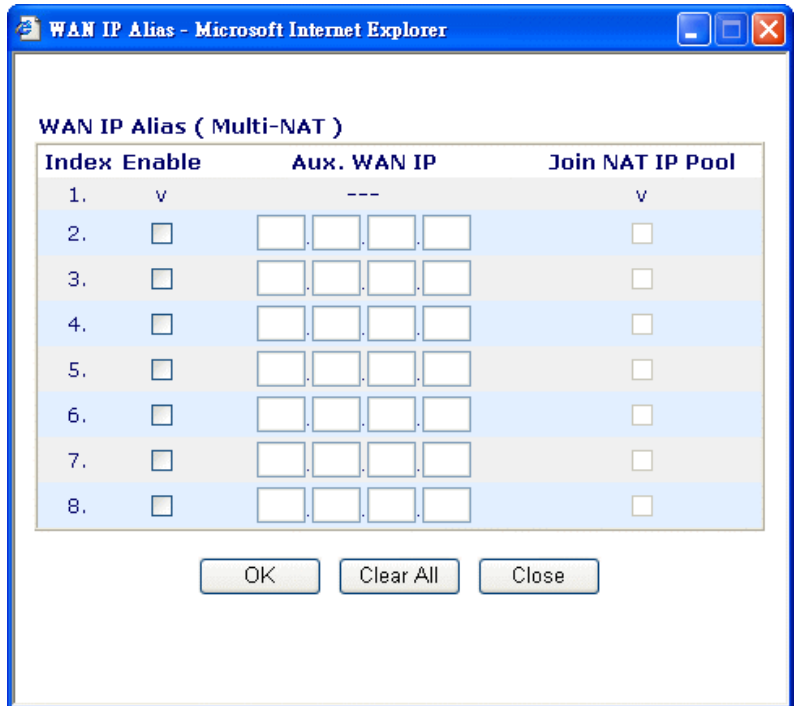 WAN IP Alias - Microsoft Internet Explorer
WAN IP Alias ( Multi-NAT )
Index Enable Aux. WAN IP Join NAT IP Pool
1. v --- v
2. . . .
3. . . .
4. . . .
5. . . .
6. . . .
7. . . .
8. . . .
OK Clear All Close